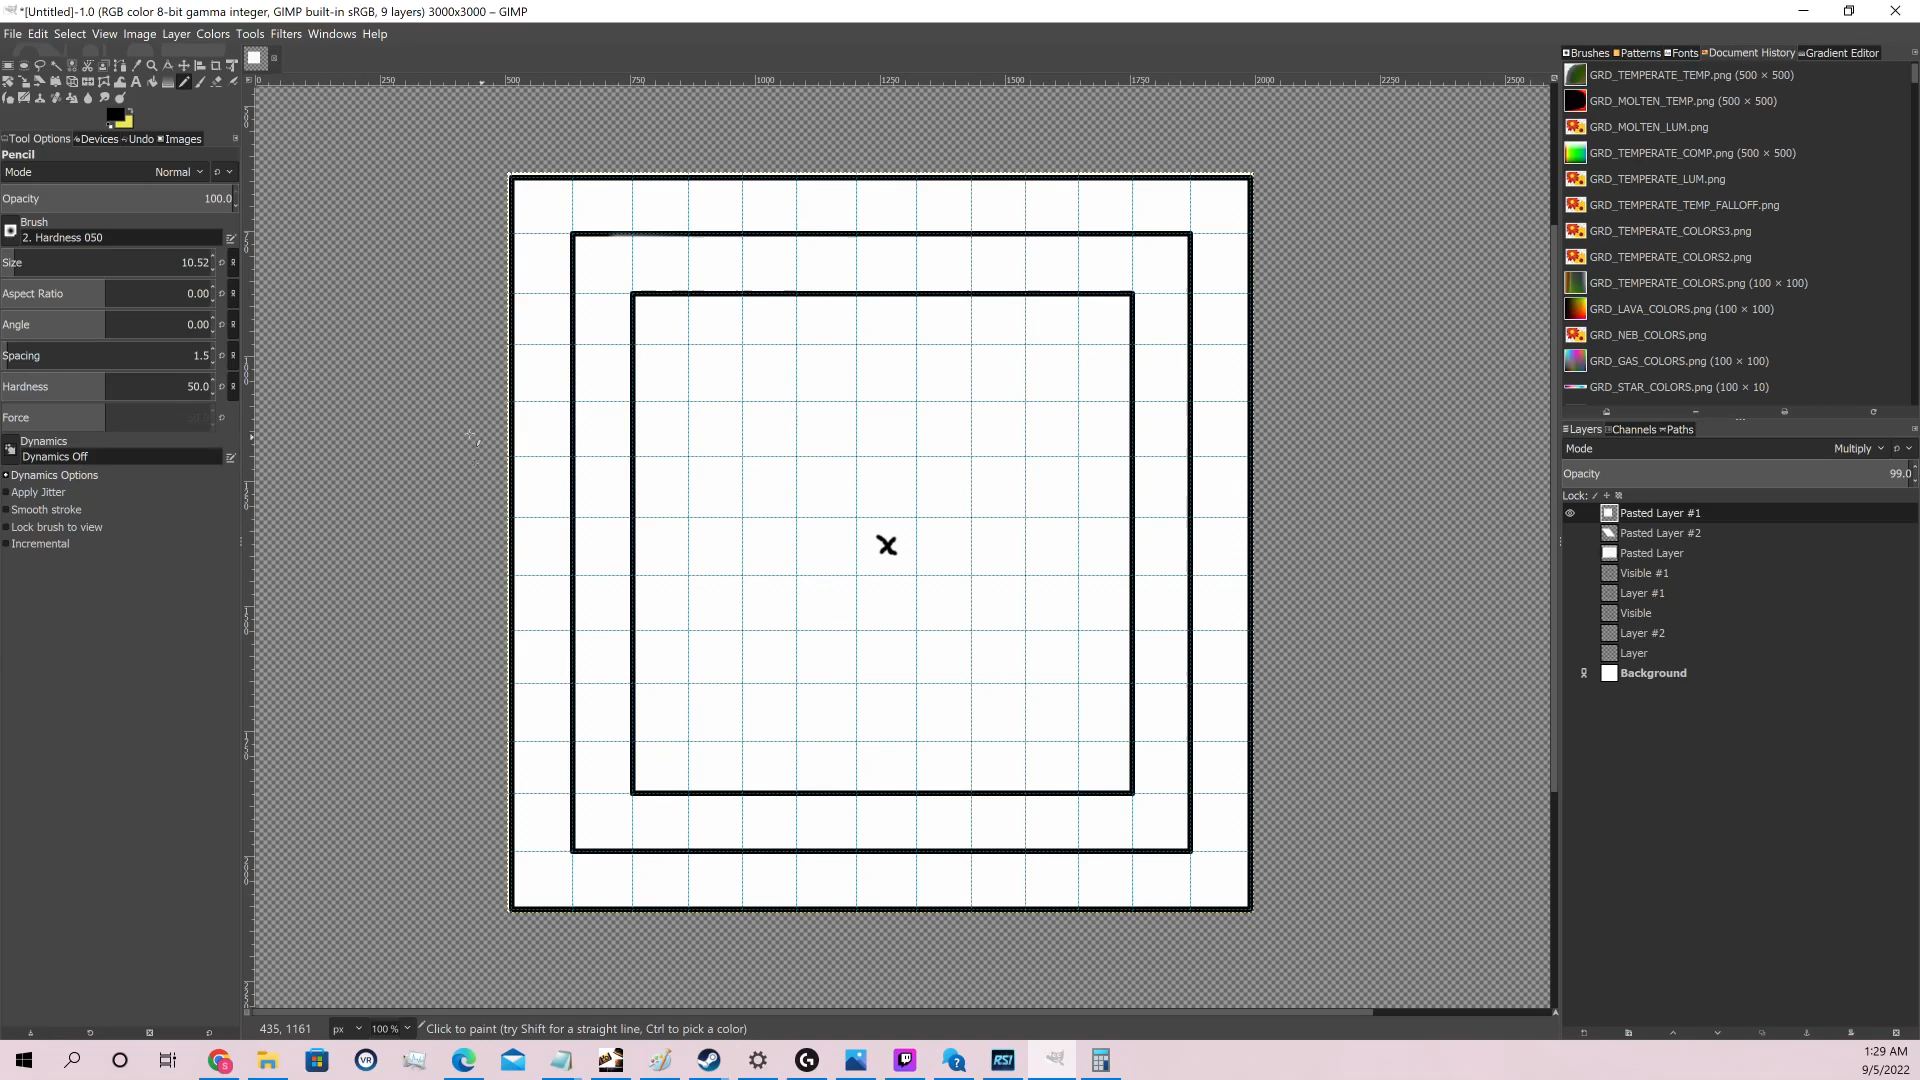 *[Untitled]-1.0 (RGB color 8-bit gamma integer, GIMP built-in sRGB, 9 layers) 3000x3000 – GIMP
File Edit Select View Image Layer Colors Tools Filters Windows Help
Tool Options Devices Undo Images
Pencil
Mode Normal
Opacity 100.0
Brush
2. Hardness 050
Size 10.52
Aspect Ratio 0.00
Angle 0.00
Spacing 1.5
Hardness 50.0
Force
Dynamics
Dynamics Off
Dynamics Options
Apply Jitter
Smooth stroke
Lock brush to view
Incremental
0 250 500 750 1000 1250 1500 1750 2000 2250 2500
x
435, 1161 px 100 % Click to paint (try Shift for a straight line, Ctrl to pick a color)
Brushes Patterns Fonts Document History Gradient Editor
GRD_TEMPERATE_TEMP.png (500 × 500)
GRD_MOLTEN_TEMP.png (500 × 500)
GRD_MOLTEN_LUM.png
GRD_TEMPERATE_COMP.png (500 × 500)
GRD_TEMPERATE_LUM.png
GRD_TEMPERATE_TEMP_FALLOFF.png
GRD_TEMPERATE_COLORS3.png
GRD_TEMPERATE_COLORS2.png
GRD_TEMPERATE_COLORS.png (100 × 100)
GRD_LAVA_COLORS.png (100 × 100)
GRD_NEB_COLORS.png
GRD_GAS_COLORS.png (100 × 100)
GRD_STAR_COLORS.png (100 × 10)
Layers Channels Paths
Mode Multiply
Opacity 99.0
Lock:
Pasted Layer #1
Pasted Layer #2
Pasted Layer
Visible #1
Layer #1
Visible
Layer #2
Layer
Background
VR
RSI
1:29 AM
9/5/2022